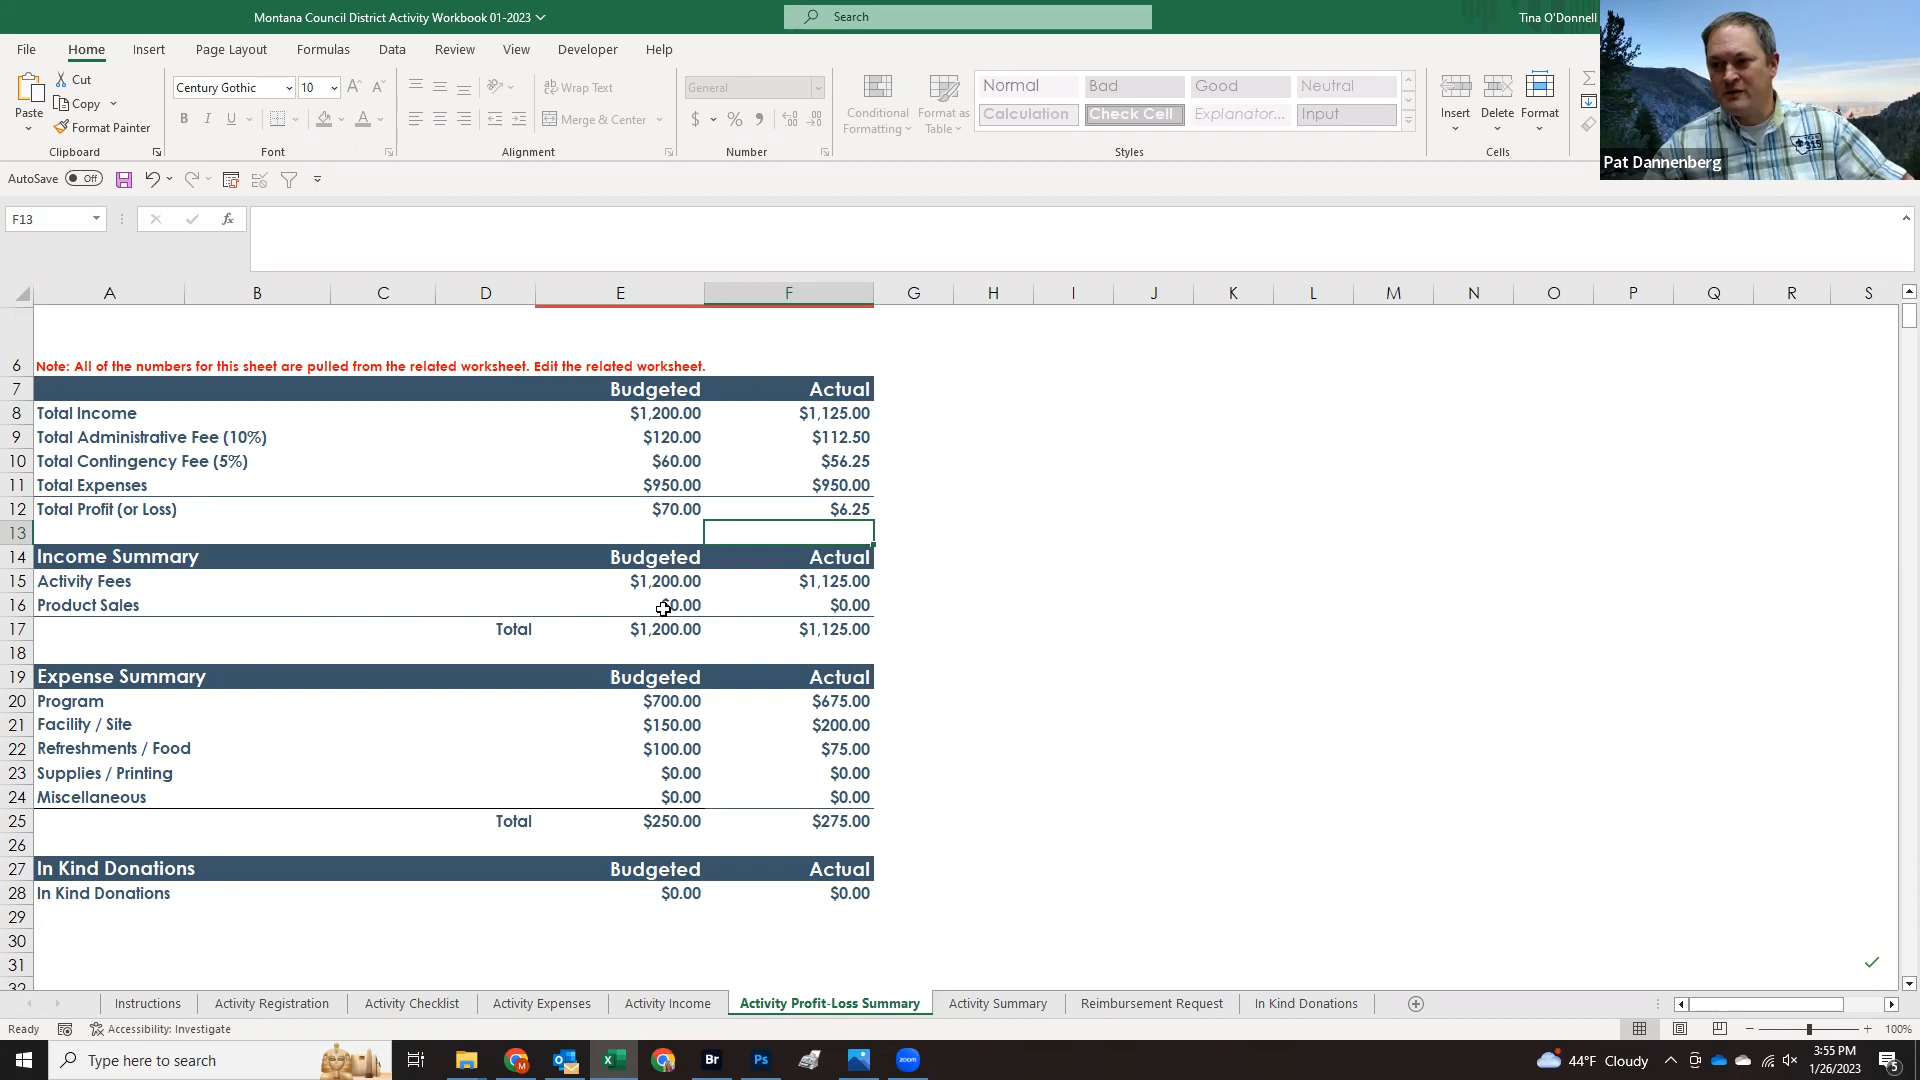 Montana Council District Activity Workbook 01-2023
Search
Tina O'Donnell
File Home Insert Page Layout Formulas Data Review View Developer Help
Paste
Cut
Copy
Format Painter
Clipboard
Century Gothic 10
B I U
Font
Wrap Text
Merge & Center
Alignment
General
$ % 9
Number
Conditional Formatting
Format as Table
Normal Bad Good Neutral
Calculation Check Cell Explanator... Input
Styles
Insert Delete Format
Cells
Pat Dannenberg
315
AutoSave Off
F13
fx
A B C D E F G H I J K L M N O P Q R S
6 Note: All of the numbers for this sheet are pulled from the related worksheet. Edit the related worksheet.
7 Budgeted Actual
8 Total Income $1,200.00 $1,125.00
9 Total Administrative Fee (10%) $120.00 $112.50
10 Total Contingency Fee (5%) $60.00 $56.25
11 Total Expenses $950.00 $950.00
12 Total Profit (or Loss) $70.00 $6.25
13
14 Income Summary Budgeted Actual
15 Activity Fees $1,200.00 $1,125.00
16 Product Sales $0.00 $0.00
17 Total $1,200.00 $1,125.00
18
19 Expense Summary Budgeted Actual
20 Program $700.00 $675.00
21 Facility / Site $150.00 $200.00
22 Refreshments / Food $100.00 $75.00
23 Supplies / Printing $0.00 $0.00
24 Miscellaneous $0.00 $0.00
25 Total $250.00 $275.00
26
27 In Kind Donations Budgeted Actual
28 In Kind Donations $0.00 $0.00
29
30
31
32
Instructions Activity Registration Activity Checklist Activity Expenses Activity Income Activity Profit-Loss Summary Activity Summary Reimbursement Request In Kind Donations
Ready Accessibility: Investigate 100%
Type here to search
Br Ps zoom
44°F Cloudy
3:55 PM
1/26/2023
5